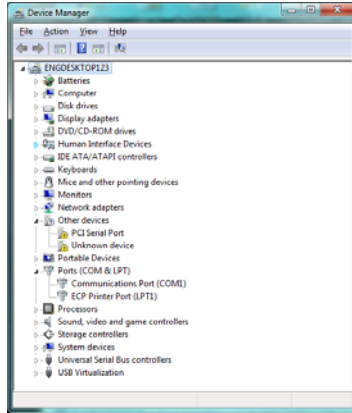 Device Manager
File Action View Help
ENGDESKTOP123
Batteries
Computer
Disk drives
Display adapters
DVD/CD-ROM drives
Human Interface Devices
IDE ATA/ATAPI controllers
Keyboards
Mice and other pointing devices
Monitors
Network adapters
Other devices
PCI Serial Port
Unknown device
Portable Devices
Ports (COM & LPT)
Communications Port (COM1)
ECP Printer Port (LPT1)
Processors
Sound, video and game controllers
Storage controllers
System devices
Universal Serial Bus controllers
USB Virtualization